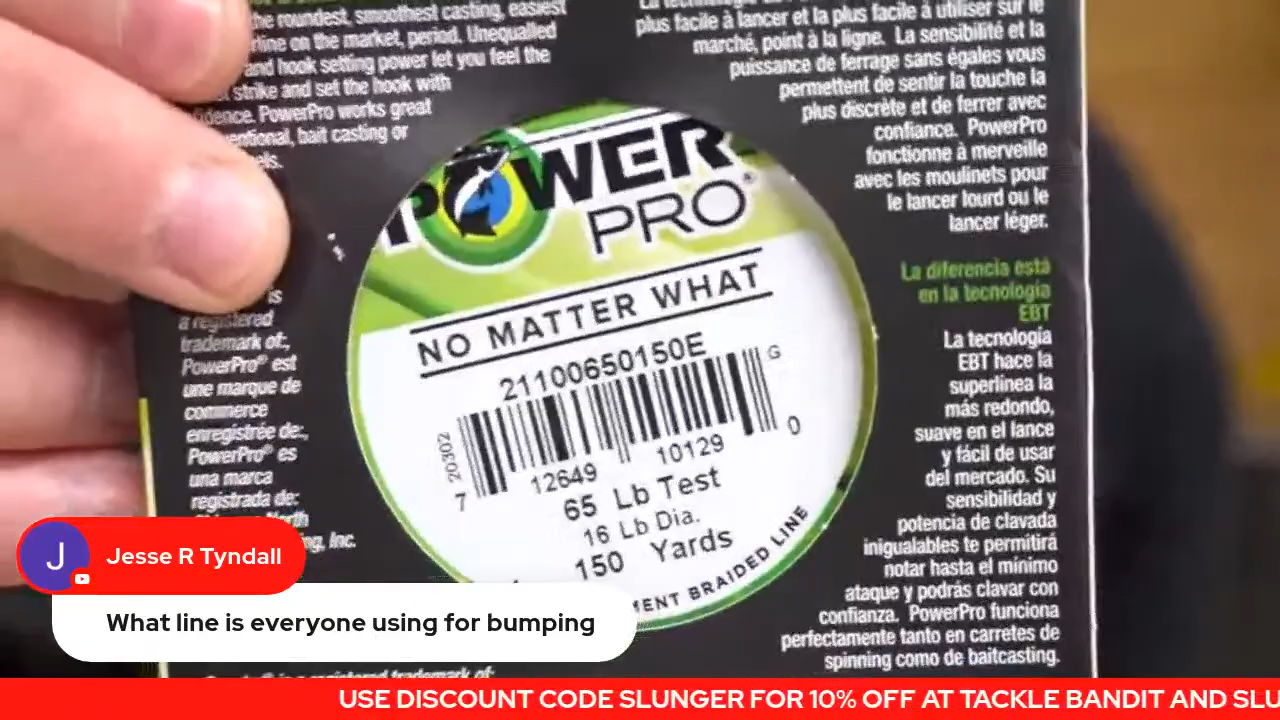 the roundest, smoothest casting, easiest
line on the market, period. Unequalled
and hook setting power let you feel the
strike and set the hook with
PowerPro works great
bait casting or
plus facile à lancer et la plus facile à utiliser sur le
marché, point à la ligne. La sensibilité et la
puissance de ferrage sans égales vous
permettent de sentir la touche la
plus discrète et de ferrer avec
confiance. PowerPro
fonctionne à merveille
avec les moulinets pour
le lancer lourd ou le
lancer léger.
POWER
PRO®
NO MATTER WHAT
21100650150E
G
20302
7 12649 10129 0
65 Lb Test
16 Lb Dia.
150 Yards
BRAIDED LINE
is
a registered
trademark of:,
PowerPro® est
une marque de
commerce
enregistrée de:,
PowerPro® es
una marca
registrada de:
North
Inc.
La diferencia está
en la tecnología
EBT
La tecnología
EBT hace la
superlinea la
más redondo,
suave en el lance
y fácil de usar
del mercado. Su
sensibilidad y
potencia de clavada
inigualables te permitirá
notar hasta el mínimo
ataque y podrás clavar con
confianza. PowerPro funciona
perfectamente tanto en carretes de
spinning como de baitcasting.
J
Jesse R Tyndall
What line is everyone using for bumping
is a registered trademark of:
USE DISCOUNT CODE SLUNGER FOR 10% OFF AT TACKLE BANDIT AND SLU